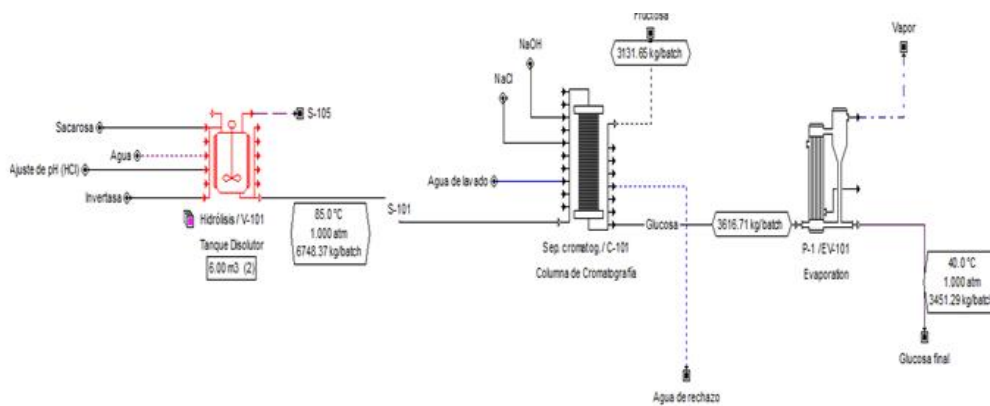 Fructosa
3131.65 kg/batch
Vapor
NaOH
NaCl
S-105
Sacarosa
Agua
Ajuste de pH (HCl)
Invertasa
Agua de lavado
S-101
Hidrólisis / V-101
Tanque Disolutor
6.00 m3 (2)
85.0 °C
1.000 atm
6748.37 kg/batch
Sep. cromatog./ C-101
Columna de Cromatografía
Glucosa
3616.71 kg/batch
P-1 / EV-101
Evaporation
40.0 °C
1.000 atm
3451.29 kg/batch
Glucosa final
Agua de rechazo